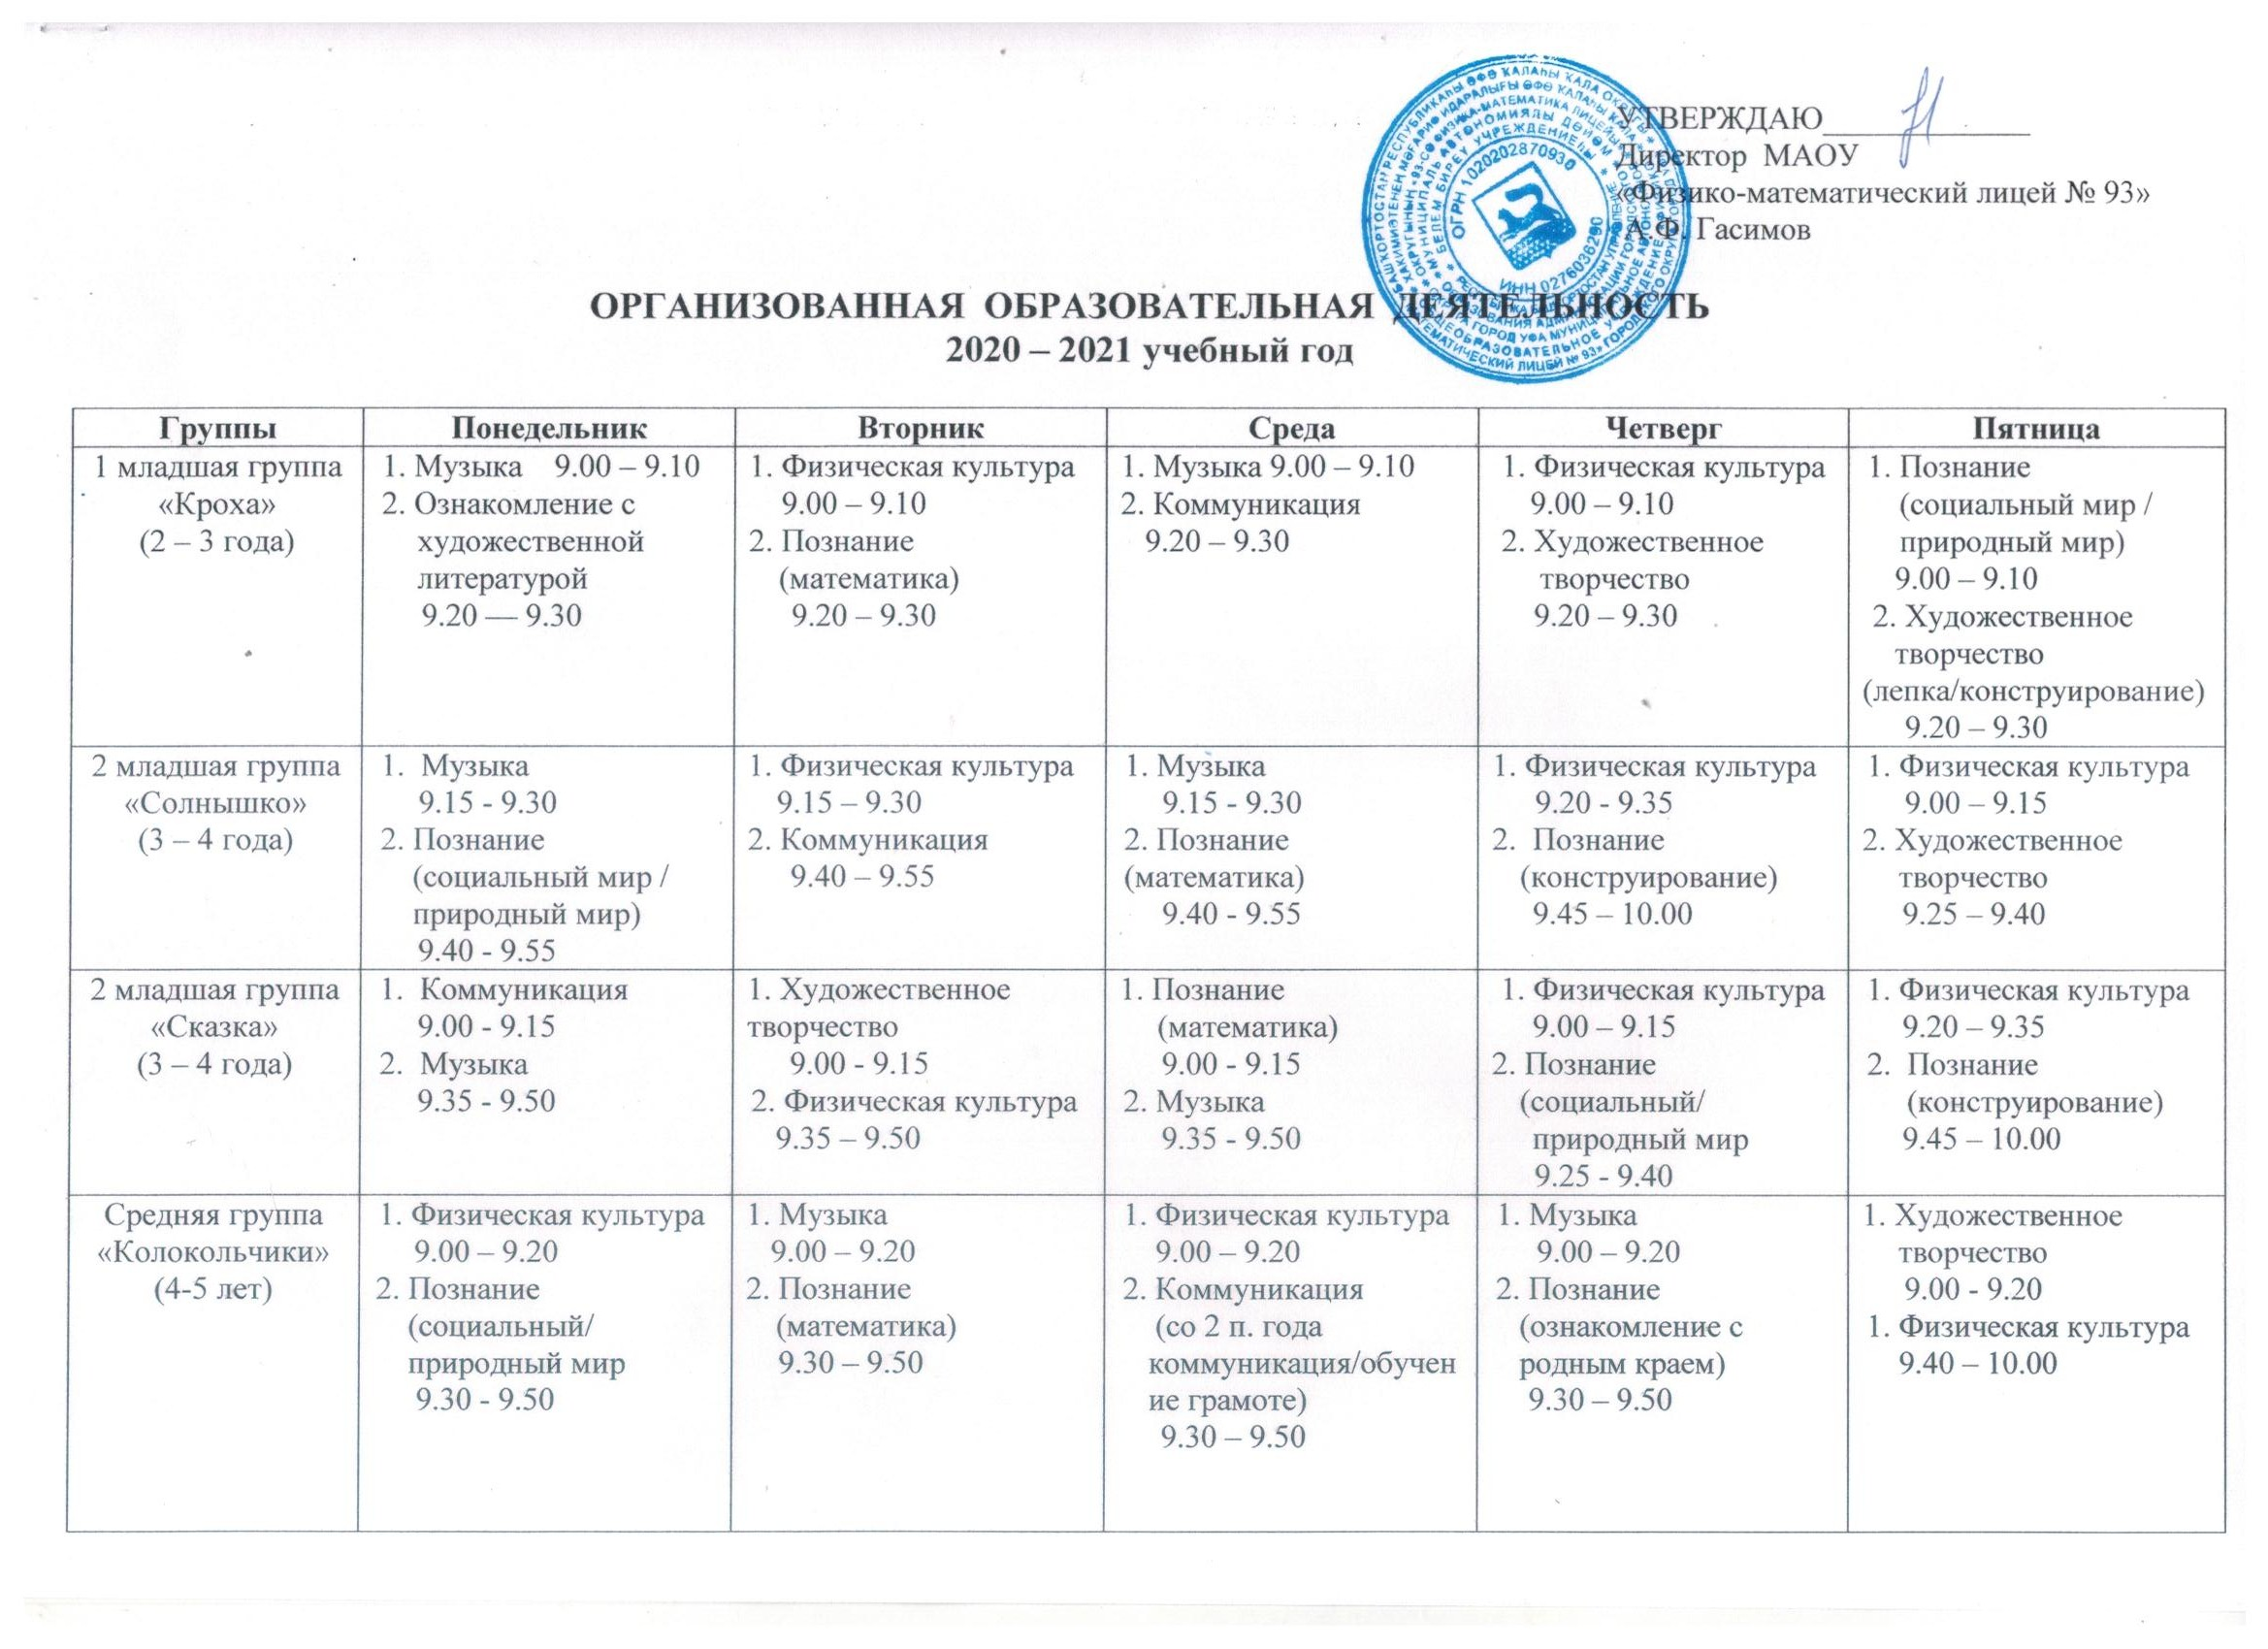 УТВЕРЖДАЮ_____________
Директор МАОУ
«Физико-математический лицей № 93»
А.Ф. Гасимов
ОГРН 1020202870930
ИНН 0276036290
ОРГАНИЗОВАННАЯ ОБРАЗОВАТЕЛЬНАЯ ДЕЯТЕЛЬНОСТЬ
2020 – 2021 учебный год
Группы
Понедельник
Вторник
Среда
Четверг
Пятница
1 младшая группа
«Кроха»
(2 – 3 года)
1. Музыка 9.00 – 9.10
2. Ознакомление с
художественной
литературой
9.20 — 9.30
1. Физическая культура
9.00 – 9.10
2. Познание
(математика)
9.20 – 9.30
1. Музыка 9.00 – 9.10
2. Коммуникация
9.20 – 9.30
1. Физическая культура
9.00 – 9.10
2. Художественное
творчество
9.20 – 9.30
1. Познание
(социальный мир /
природный мир)
9.00 – 9.10
2. Художественное
творчество
(лепка/конструирование)
9.20 – 9.30
2 младшая группа
«Солнышко»
(3 – 4 года)
1. Музыка
9.15 - 9.30
2. Познание
(социальный мир /
природный мир)
9.40 - 9.55
1. Физическая культура
9.15 – 9.30
2. Коммуникация
9.40 – 9.55
1. Музыка
9.15 - 9.30
2. Познание
(математика)
9.40 - 9.55
1. Физическая культура
9.20 - 9.35
2. Познание
(конструирование)
9.45 – 10.00
1. Физическая культура
9.00 – 9.15
2. Художественное
творчество
9.25 – 9.40
2 младшая группа
«Сказка»
(3 – 4 года)
1. Коммуникация
9.00 - 9.15
2. Музыка
9.35 - 9.50
1. Художественное
творчество
9.00 - 9.15
2. Физическая культура
9.35 – 9.50
1. Познание
(математика)
9.00 - 9.15
2. Музыка
9.35 - 9.50
1. Физическая культура
9.00 – 9.15
2. Познание
(социальный/
природный мир
9.25 - 9.40
1. Физическая культура
9.20 – 9.35
2. Познание
(конструирование)
9.45 – 10.00
Средняя группа
«Колокольчики»
(4-5 лет)
1. Физическая культура
9.00 – 9.20
2. Познание
(социальный/
природный мир
9.30 - 9.50
1. Музыка
9.00 – 9.20
2. Познание
(математика)
9.30 – 9.50
1. Физическая культура
9.00 – 9.20
2. Коммуникация
(со 2 п. года
коммуникация/обучен
ие грамоте)
9.30 – 9.50
1. Музыка
9.00 – 9.20
2. Познание
(ознакомление с
родным краем)
9.30 – 9.50
1. Художественное
творчество
9.00 - 9.20
1. Физическая культура
9.40 – 10.00